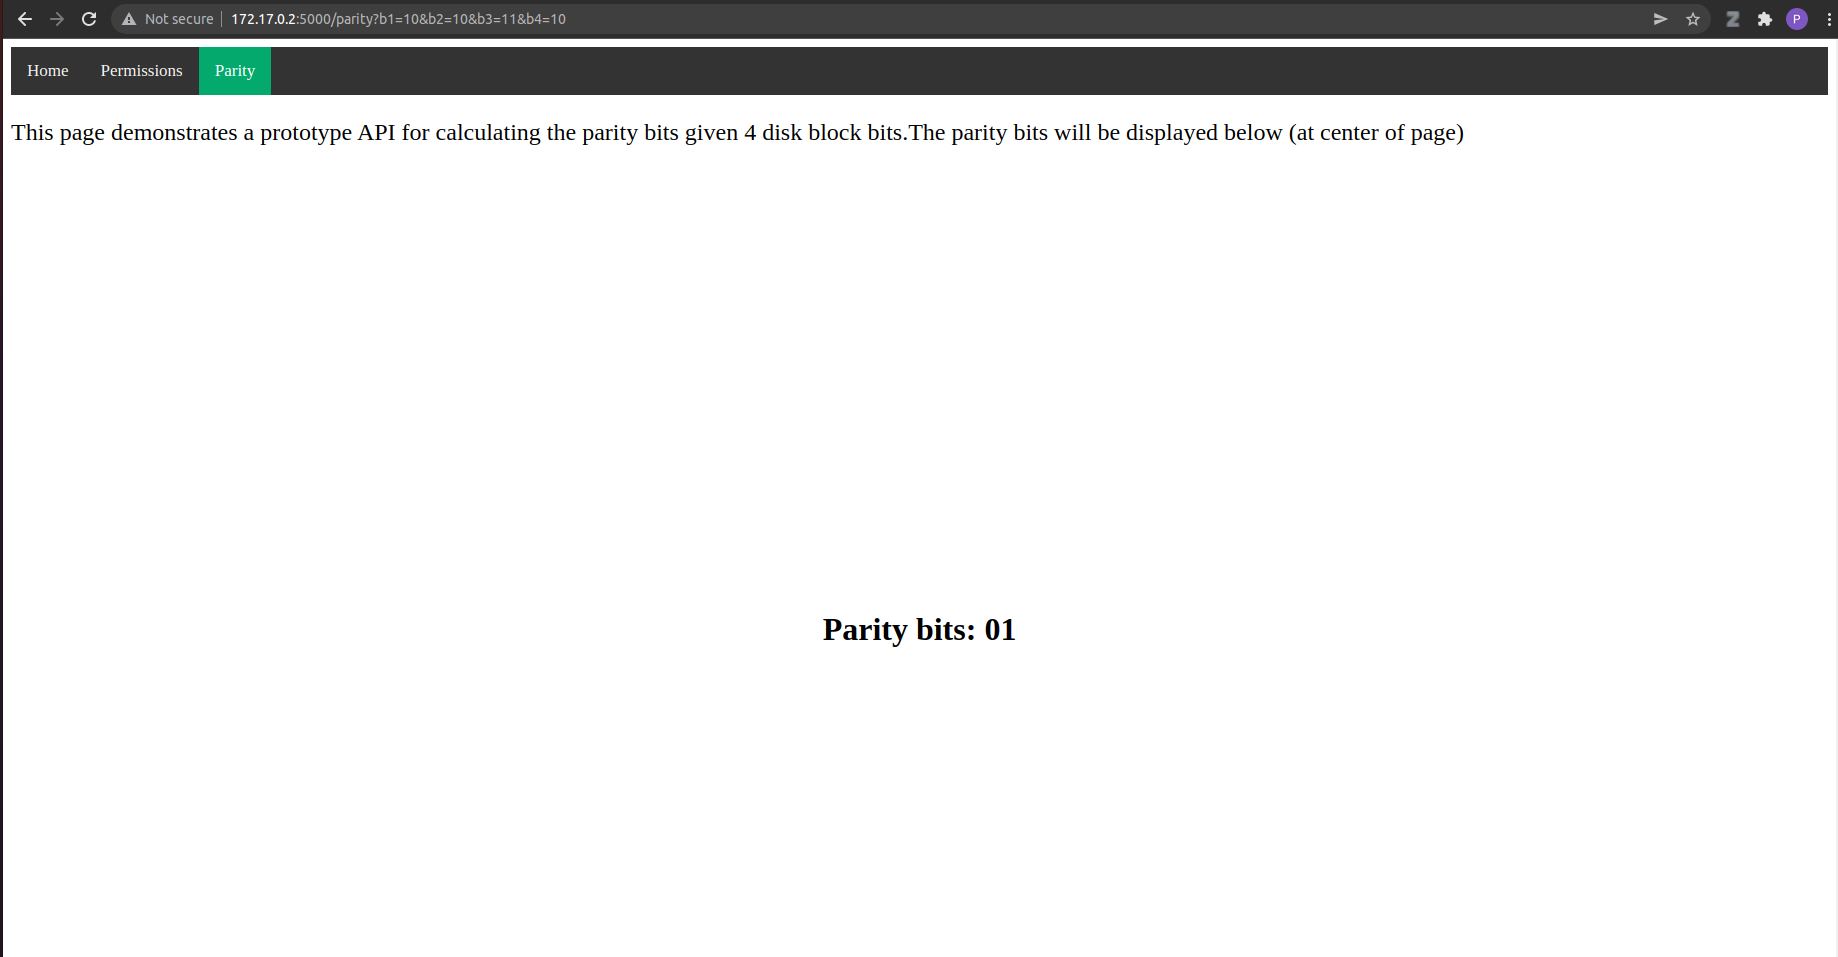 Not secure | 172.17.0.2:5000/parity?b1=10&b2=10&b3=11&b4=10
Z
P
Home Permissions Parity
This page demonstrates a prototype API for calculating the parity bits given 4 disk block bits.The parity bits will be displayed below (at center of page)
Parity bits: 01